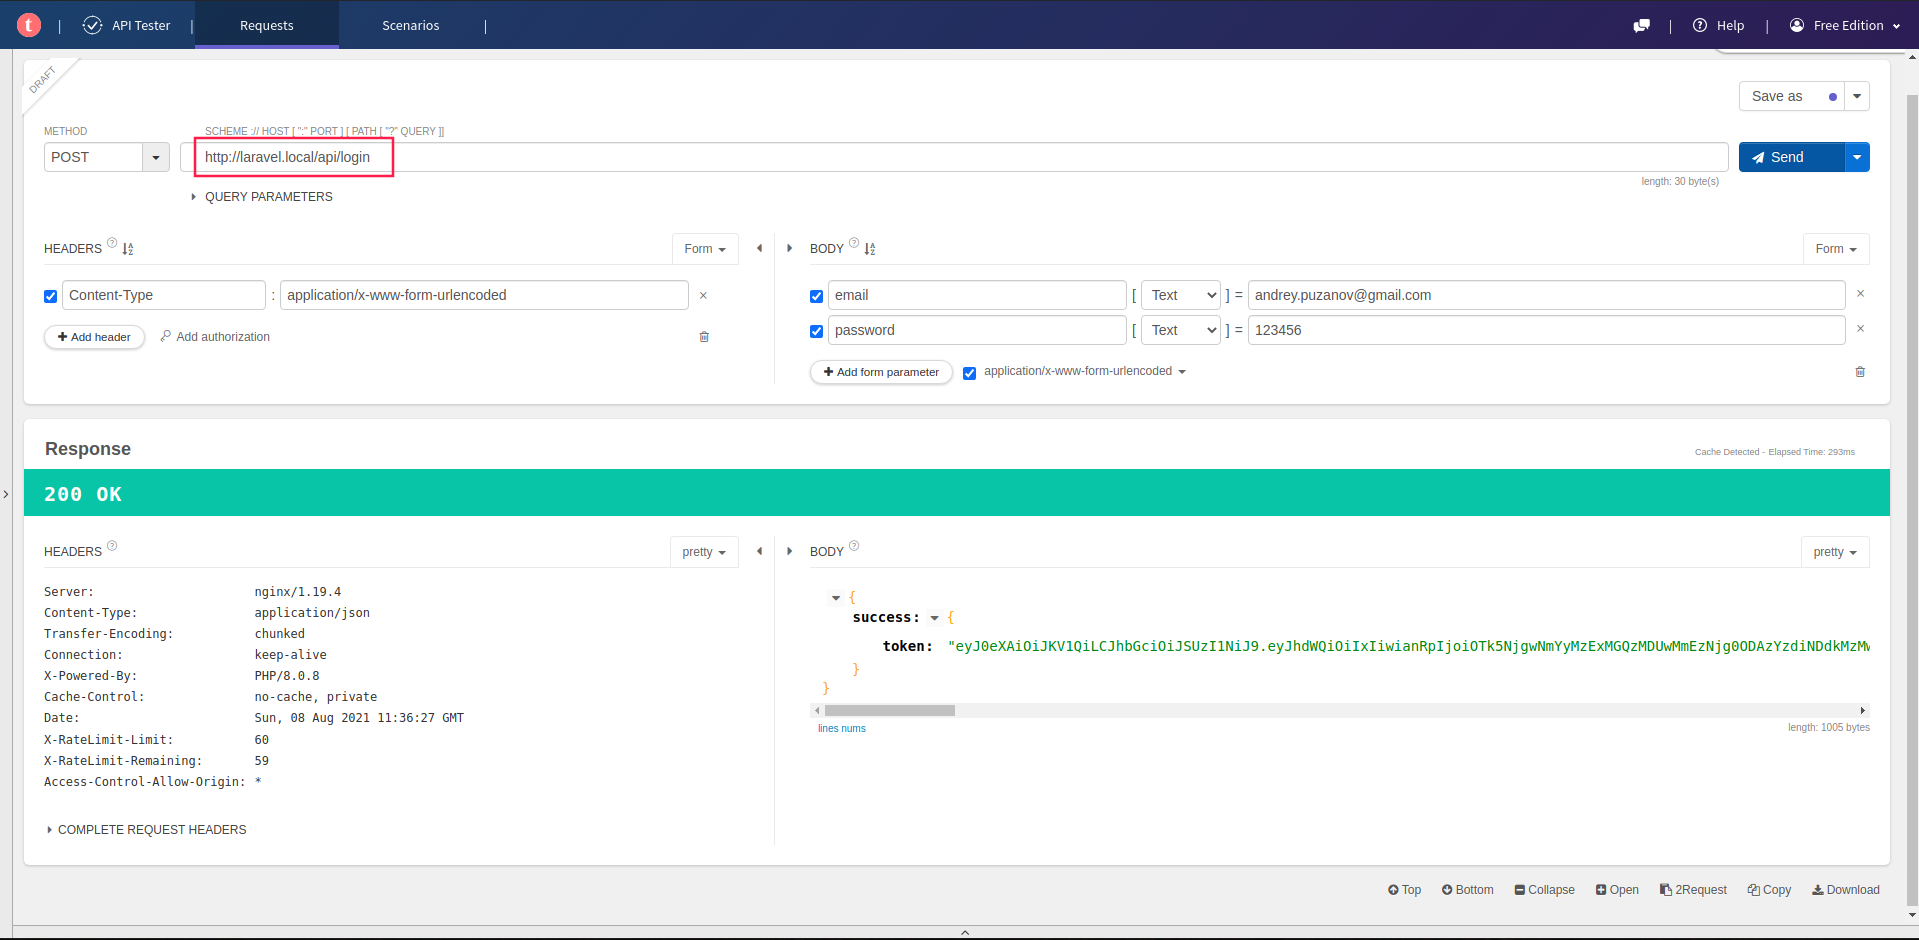 t | API Tester | Requests Scenarios | | Help | Free Edition
DRAFT
Save as
METHOD SCHEME :// HOST [ ":" PORT ] [ PATH [ "?" QUERY ]]
POST http://laravel.local/api/login Send
length: 30 byte(s)
QUERY PARAMETERS
HEADERS ? Form
Content-Type : application/x-www-form-urlencoded ×
Add header Add authorization
BODY ? Form
email [ Text ] = andrey.puzanov@gmail.com ×
password [ Text ] = 123456 ×
Add form parameter application/x-www-form-urlencoded
Response
Cache Detected - Elapsed Time: 293ms
200 OK
HEADERS ? pretty
Server: nginx/1.19.4
Content-Type: application/json
Transfer-Encoding: chunked
Connection: keep-alive
X-Powered-By: PHP/8.0.8
Cache-Control: no-cache, private
Date: Sun, 08 Aug 2021 11:36:27 GMT
X-RateLimit-Limit: 60
X-RateLimit-Remaining: 59
Access-Control-Allow-Origin: *
COMPLETE REQUEST HEADERS
BODY ? pretty
{
success: {
token: "eyJ0eXAiOiJKV1QiLCJhbGciOiJSUzI1NiJ9.eyJhdWQiOiIxIiwianRpIjoiOTk5NjgwNmYyMzExMGQzMDUwMmEzNjg0ODAzYzdiNDdkMzMw
}
}
lines nums length: 1005 bytes
Top Bottom Collapse Open 2Request Copy Download